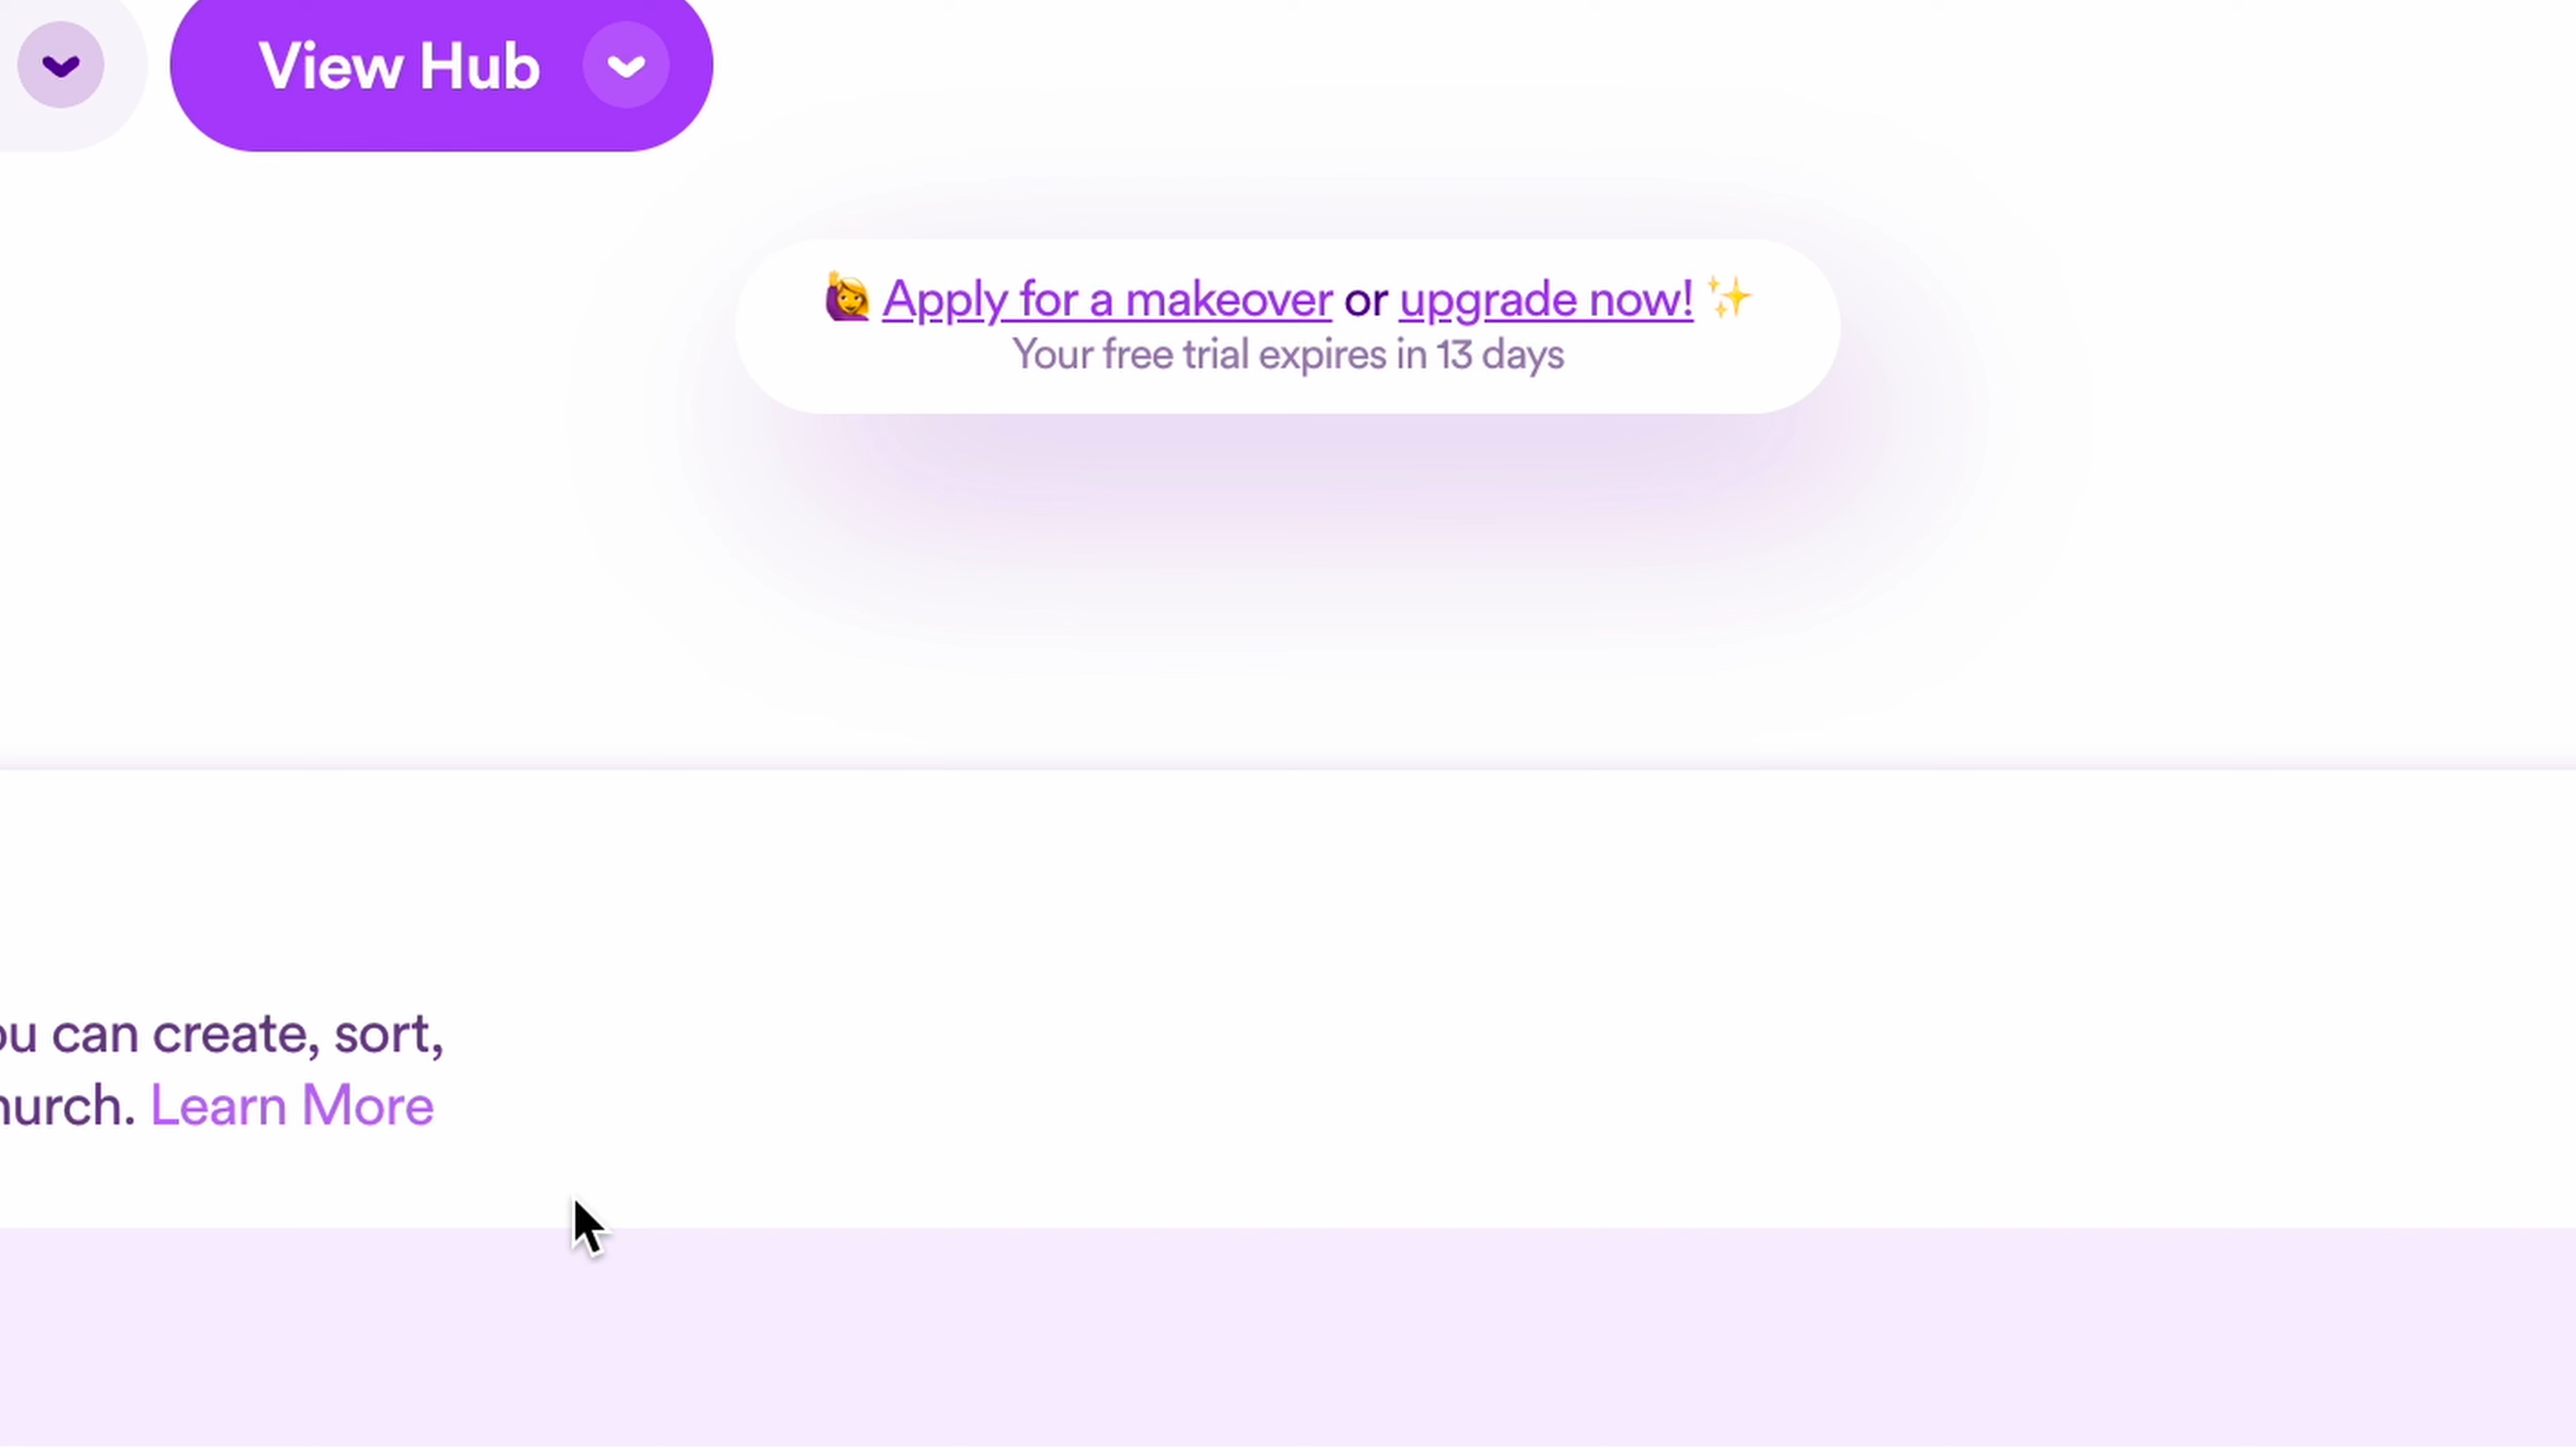 View Hub
🙋‍♀️ Apply for a makeover or upgrade now! ✨
Your free trial expires in 13 days
can create, sort,
Learn More